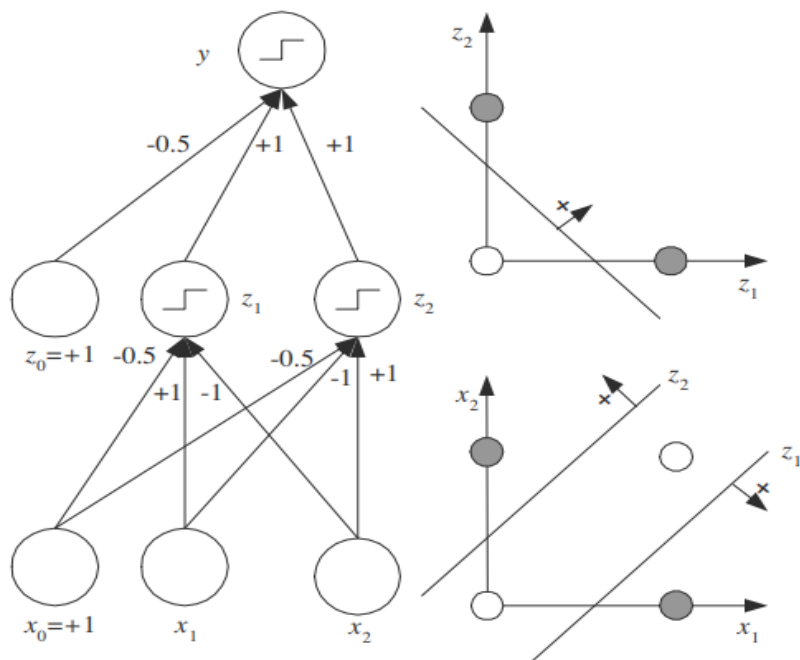 y
-0.5
+1
+1
z₀=+1
z₁
z₂
-0.5
+1
-1
-0.5
-1
+1
x₀=+1
x₁
x₂
z₂
+
z₁
x₂
+
z₂
z₁
+
x₁